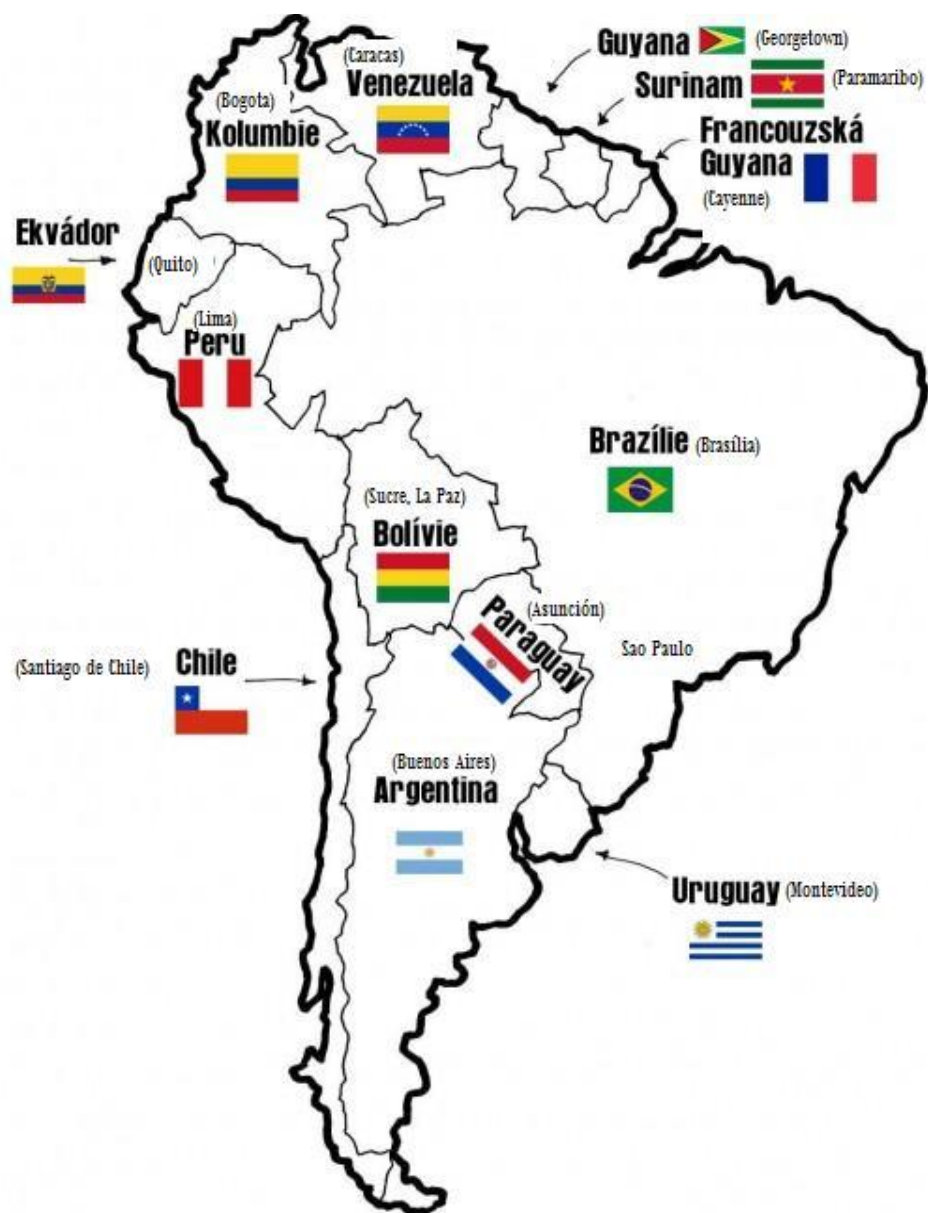 Guyana (Georgetown)
(Caracas)
Venezuela
Surinam (Paramaribo)
(Bogota)
Kolumbie
Francouzská
Guyana
(Cayenne)
Ekvádor
(Quito)
(Lima)
Peru
Brazílie (Brasília)
(Sucre, La Paz)
Bolívie
(Asunción)
Paraguay
Sao Paulo
(Santiago de Chile) Chile
(Buenos Aires)
Argentina
Uruguay (Montevideo)